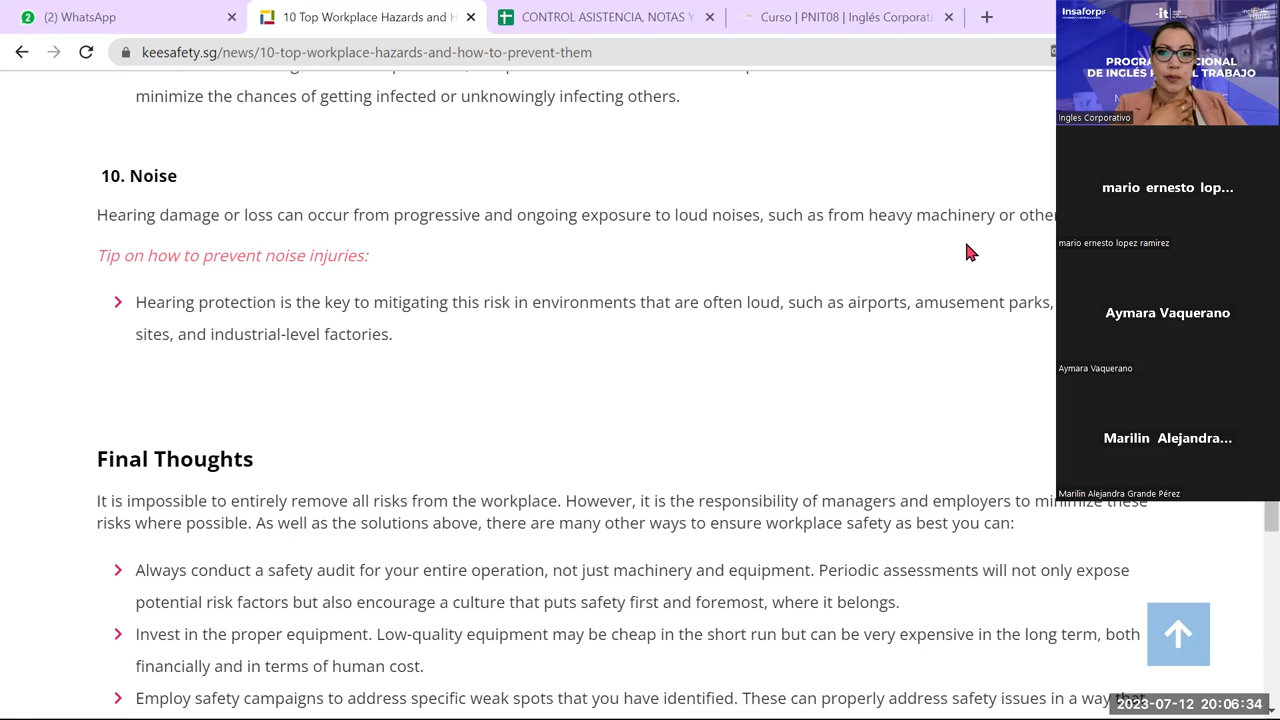 2 (2) WhatsApp
10 Top Workplace Hazards and H
CONTROL ASISTENCIA NOTAS
Curso PNT08 | Inglés Corporati
keesafety.sg/news/10-top-workplace-hazards-and-how-to-prevent-them
minimize the chances of getting infected or unknowingly infecting others.
10. Noise
Hearing damage or loss can occur from progressive and ongoing exposure to loud noises, such as from heavy machinery or other
Tip on how to prevent noise injuries:
Hearing protection is the key to mitigating this risk in environments that are often loud, such as airports, amusement parks,
sites, and industrial-level factories.
Final Thoughts
It is impossible to entirely remove all risks from the workplace. However, it is the responsibility of managers and employers to minimize these
risks where possible. As well as the solutions above, there are many other ways to ensure workplace safety as best you can:
Always conduct a safety audit for your entire operation, not just machinery and equipment. Periodic assessments will not only expose
potential risk factors but also encourage a culture that puts safety first and foremost, where it belongs.
Invest in the proper equipment. Low-quality equipment may be cheap in the short run but can be very expensive in the long term, both
financially and in terms of human cost.
Employ safety campaigns to address specific weak spots that you have identified. These can properly address safety issues in a way that
Insaforp
it
DE INGLÉS TRABAJO
Ingles Corporativo
mario ernesto lop...
mario ernesto lopez ramirez
Aymara Vaquerano
Aymara Vaquerano
Marilin Alejandra...
Marilin Alejandra Grande Pérez
2023-07-12 20:06:34